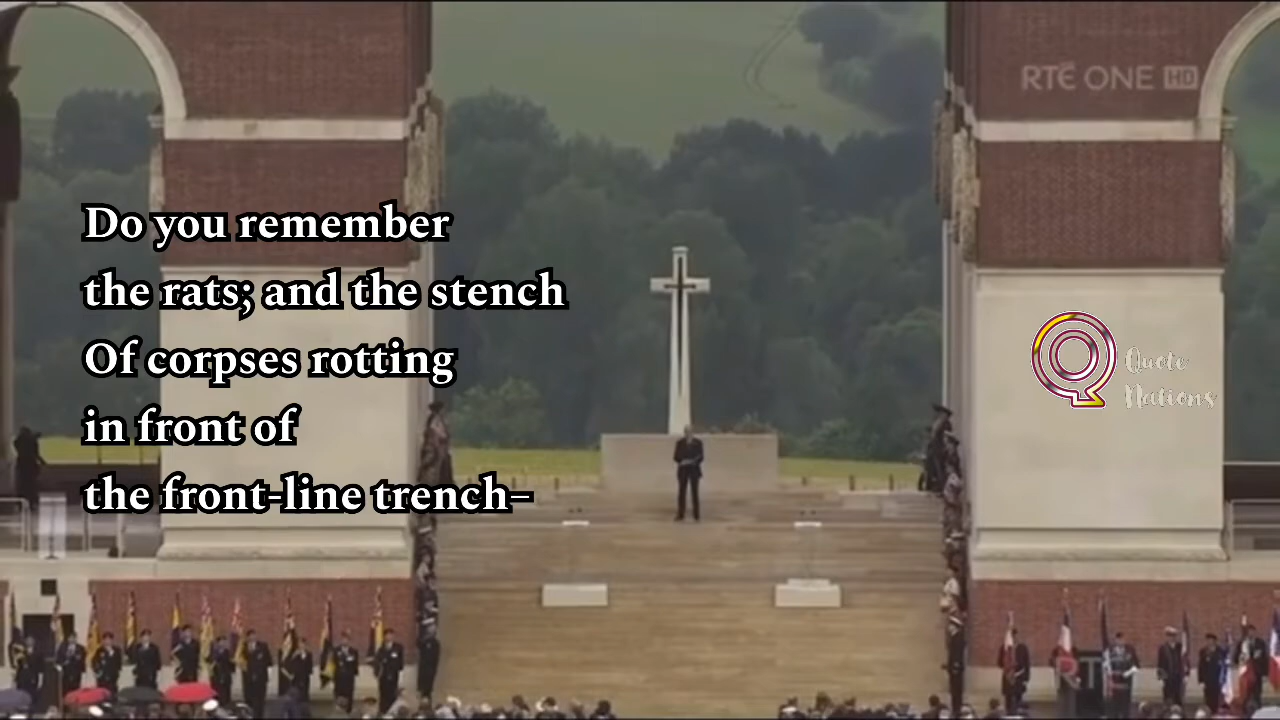 RTÉ ONE HD
Do you remember
the rats; and the stench
Of corpses rotting
in front of
the front-line trench–
Quote
Nations